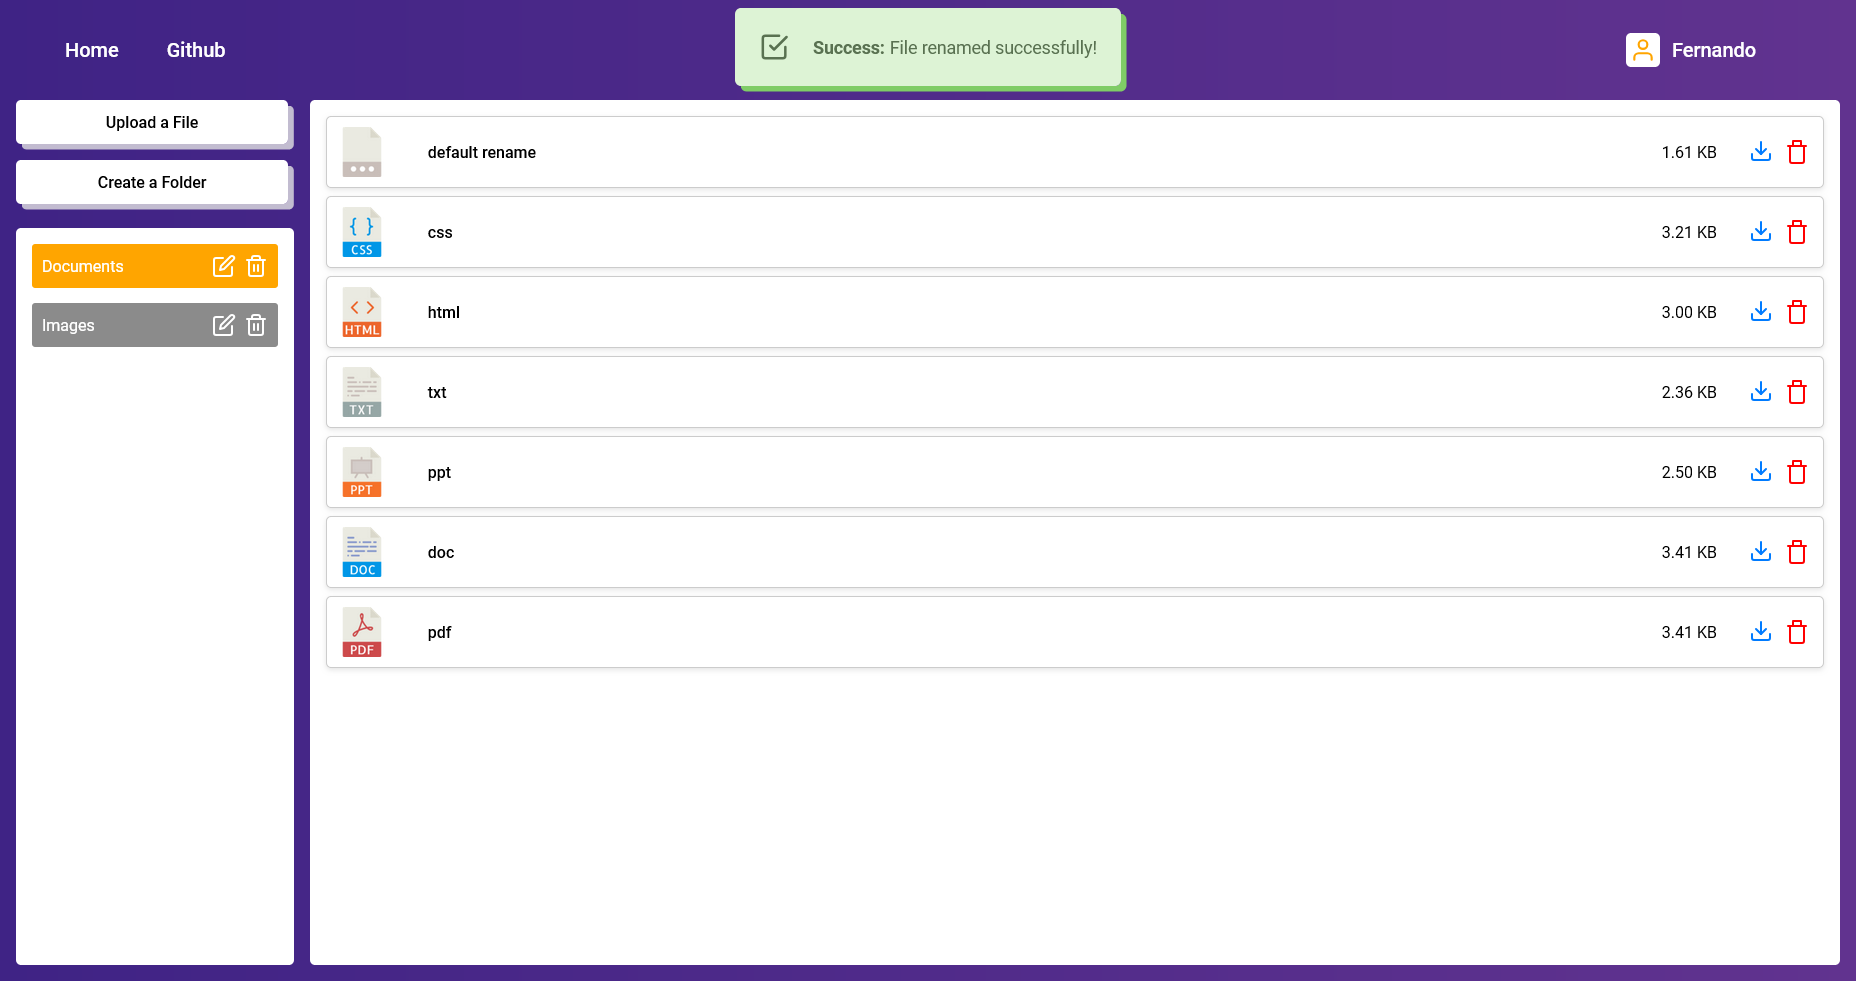 Home
Github
Success: File renamed successfully!
Fernando
Upload a File
Create a Folder
Documents
Images
default rename
1.61 KB
CSS
css
3.21 KB
HTML
html
3.00 KB
TXT
txt
2.36 KB
PPT
ppt
2.50 KB
DOC
doc
3.41 KB
PDF
pdf
3.41 KB